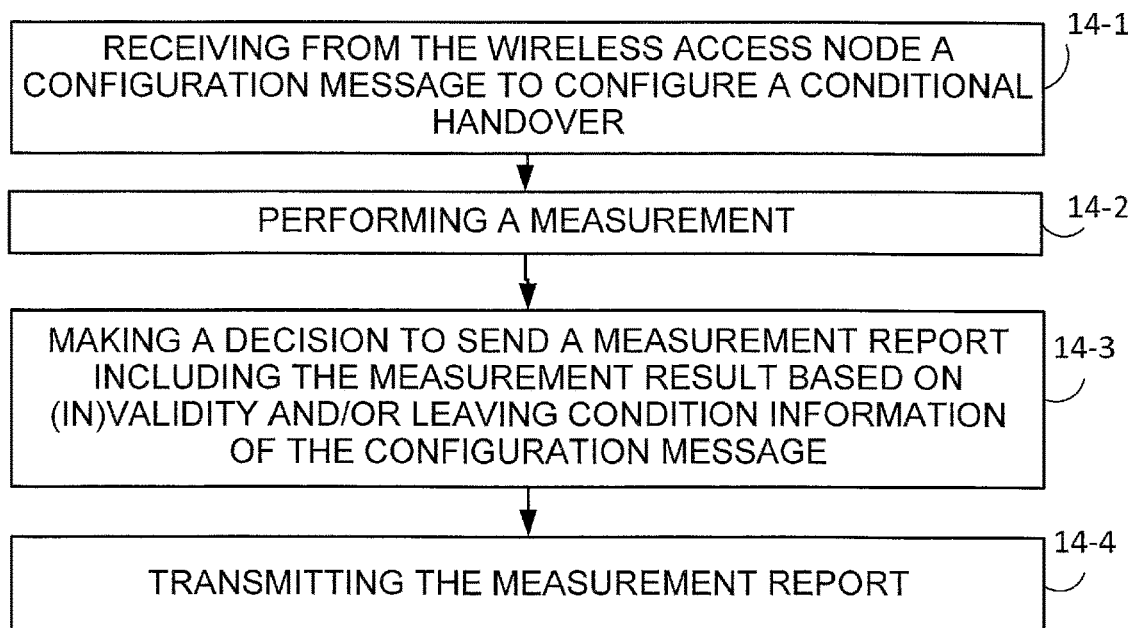 RECEIVING FROM THE WIRELESS ACCESS NODE A
CONFIGURATION MESSAGE TO CONFIGURE A CONDITIONAL
HANDOVER
14-1
PERFORMING A MEASUREMENT
14-2
MAKING A DECISION TO SEND A MEASUREMENT REPORT
INCLUDING THE MEASUREMENT RESULT BASED ON
(IN)VALIDITY AND/OR LEAVING CONDITION INFORMATION
OF THE CONFIGURATION MESSAGE
14-3
TRANSMITTING THE MEASUREMENT REPORT
14-4